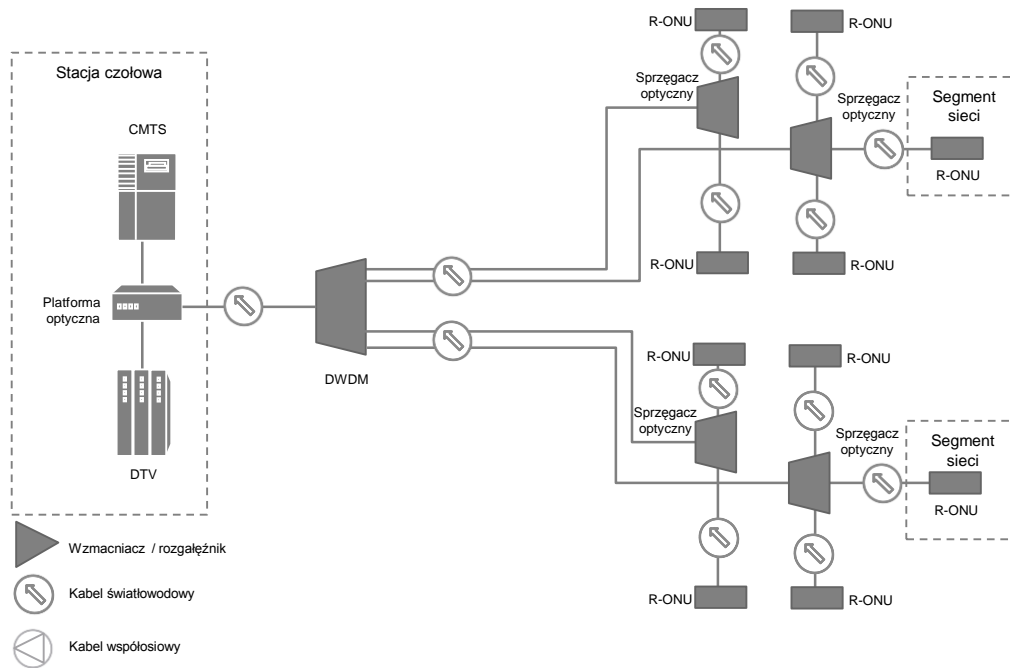 R-ONU
R-ONU
Stacja czołowa
CMTS
Sprzęgacz
optyczny
Sprzęgacz
optyczny
Segment
sieci
R-ONU
R-ONU
R-ONU
Platforma
optyczna
DWDM
DTV
R-ONU
R-ONU
Sprzęgacz
optyczny
Sprzęgacz
optyczny
Segment
sieci
R-ONU
R-ONU
R-ONU
Wzmacniacz / rozgałęźnik
Kabel światłowodowy
Kabel współosiowy